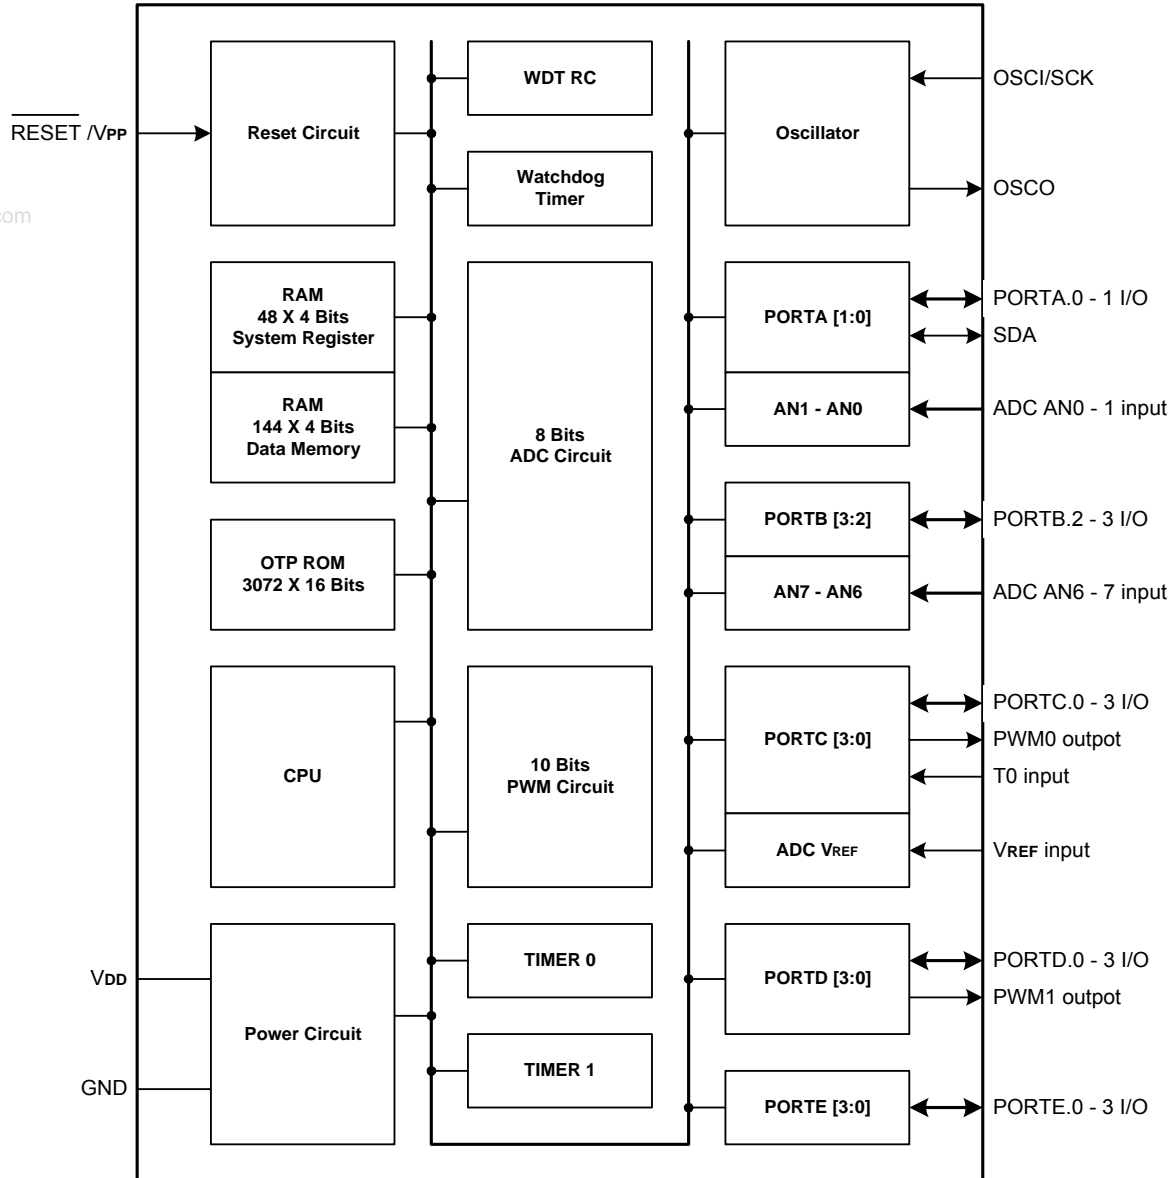 RESET /VPP
com
VDD
GND
Reset Circuit
RAM
48 X 4 Bits
System Register
RAM
144 X 4 Bits
Data Memory
OTP ROM
3072 X 16 Bits
CPU
Power Circuit
WDT RC
Watchdog
Timer
8 Bits
ADC Circuit
10 Bits
PWM Circuit
TIMER 0
TIMER 1
Oscillator
PORTA [1:0]
AN1 - AN0
PORTB [3:2]
AN7 - AN6
PORTC [3:0]
ADC VREF
PORTD [3:0]
PORTE [3:0]
OSCI/SCK
OSCO
PORTA.0 - 1 I/O
SDA
ADC AN0 - 1 input
PORTB.2 - 3 I/O
ADC AN6 - 7 input
PORTC.0 - 3 I/O
PWM0 outpot
T0 input
VREF input
PORTD.0 - 3 I/O
PWM1 outpot
PORTE.0 - 3 I/O